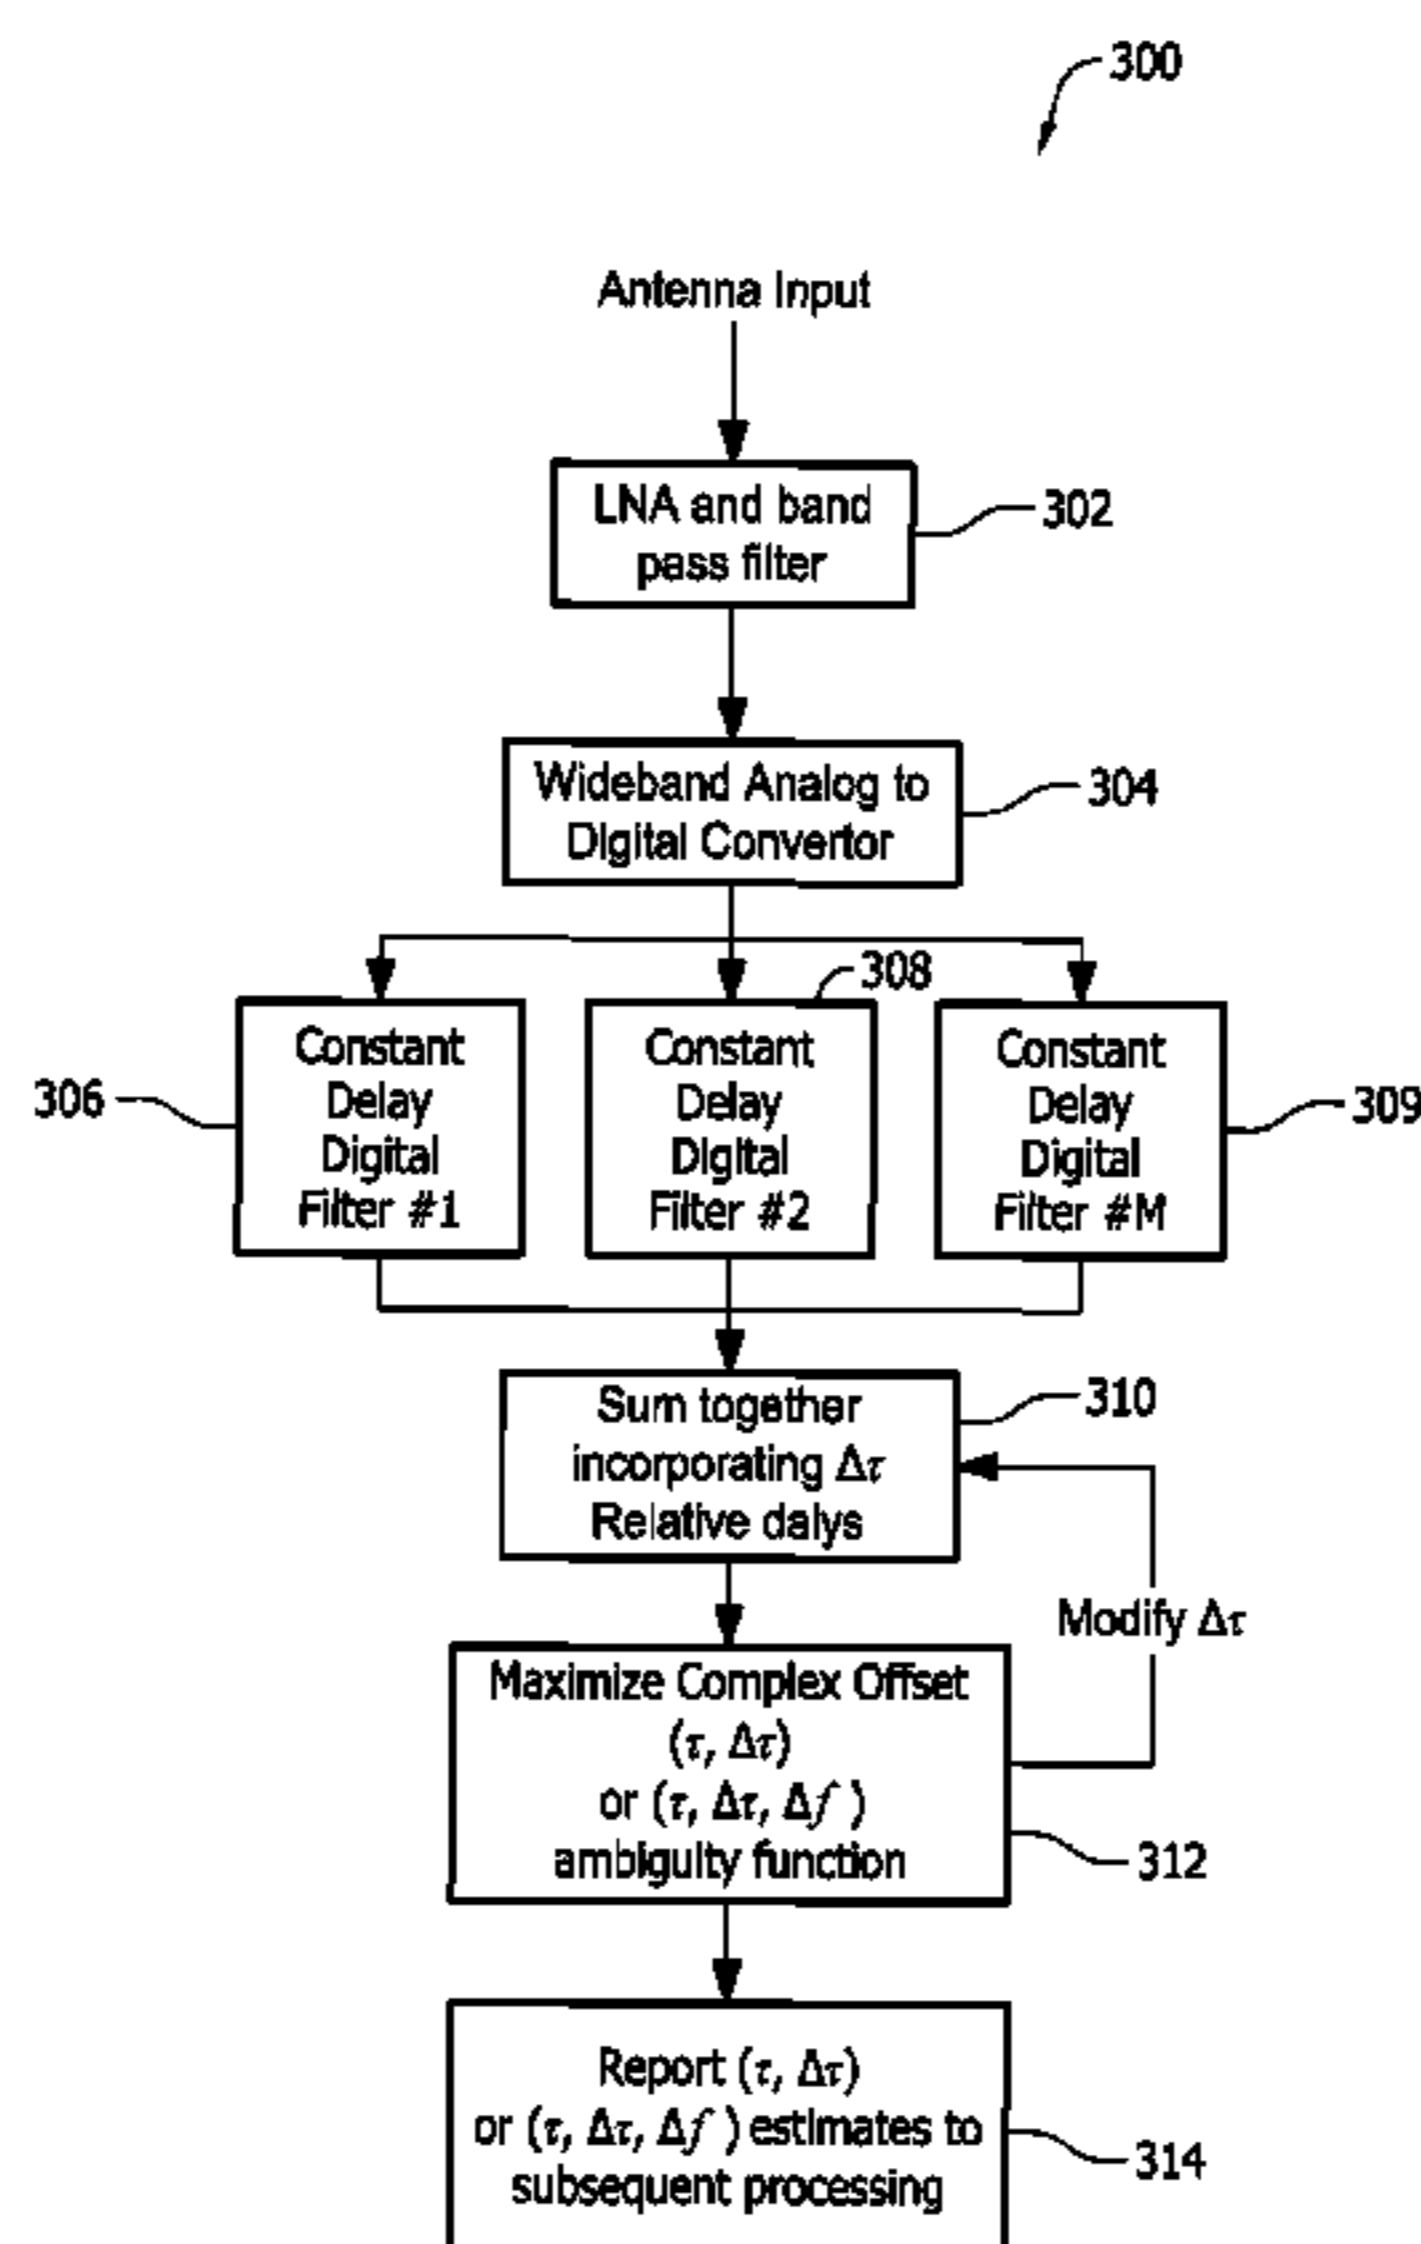 300
Antenna Input
LNA and band
pass filter
302
Wideband Analog to
Digital Convertor
304
308
306
Constant
Delay
Digital
Filter #1
Constant
Delay
Digital
Filter #2
Constant
Delay
Digital
Filter #M
309
Sum together
incorporating Δτ
Relative dalys
310
Modify Δτ
Maximize Complex Offset
(τ, Δτ)
or (τ, Δτ, Δf )
ambiguity function
312
Report (τ, Δτ)
or (τ, Δτ, Δf ) estimates to
subsequent processing
314